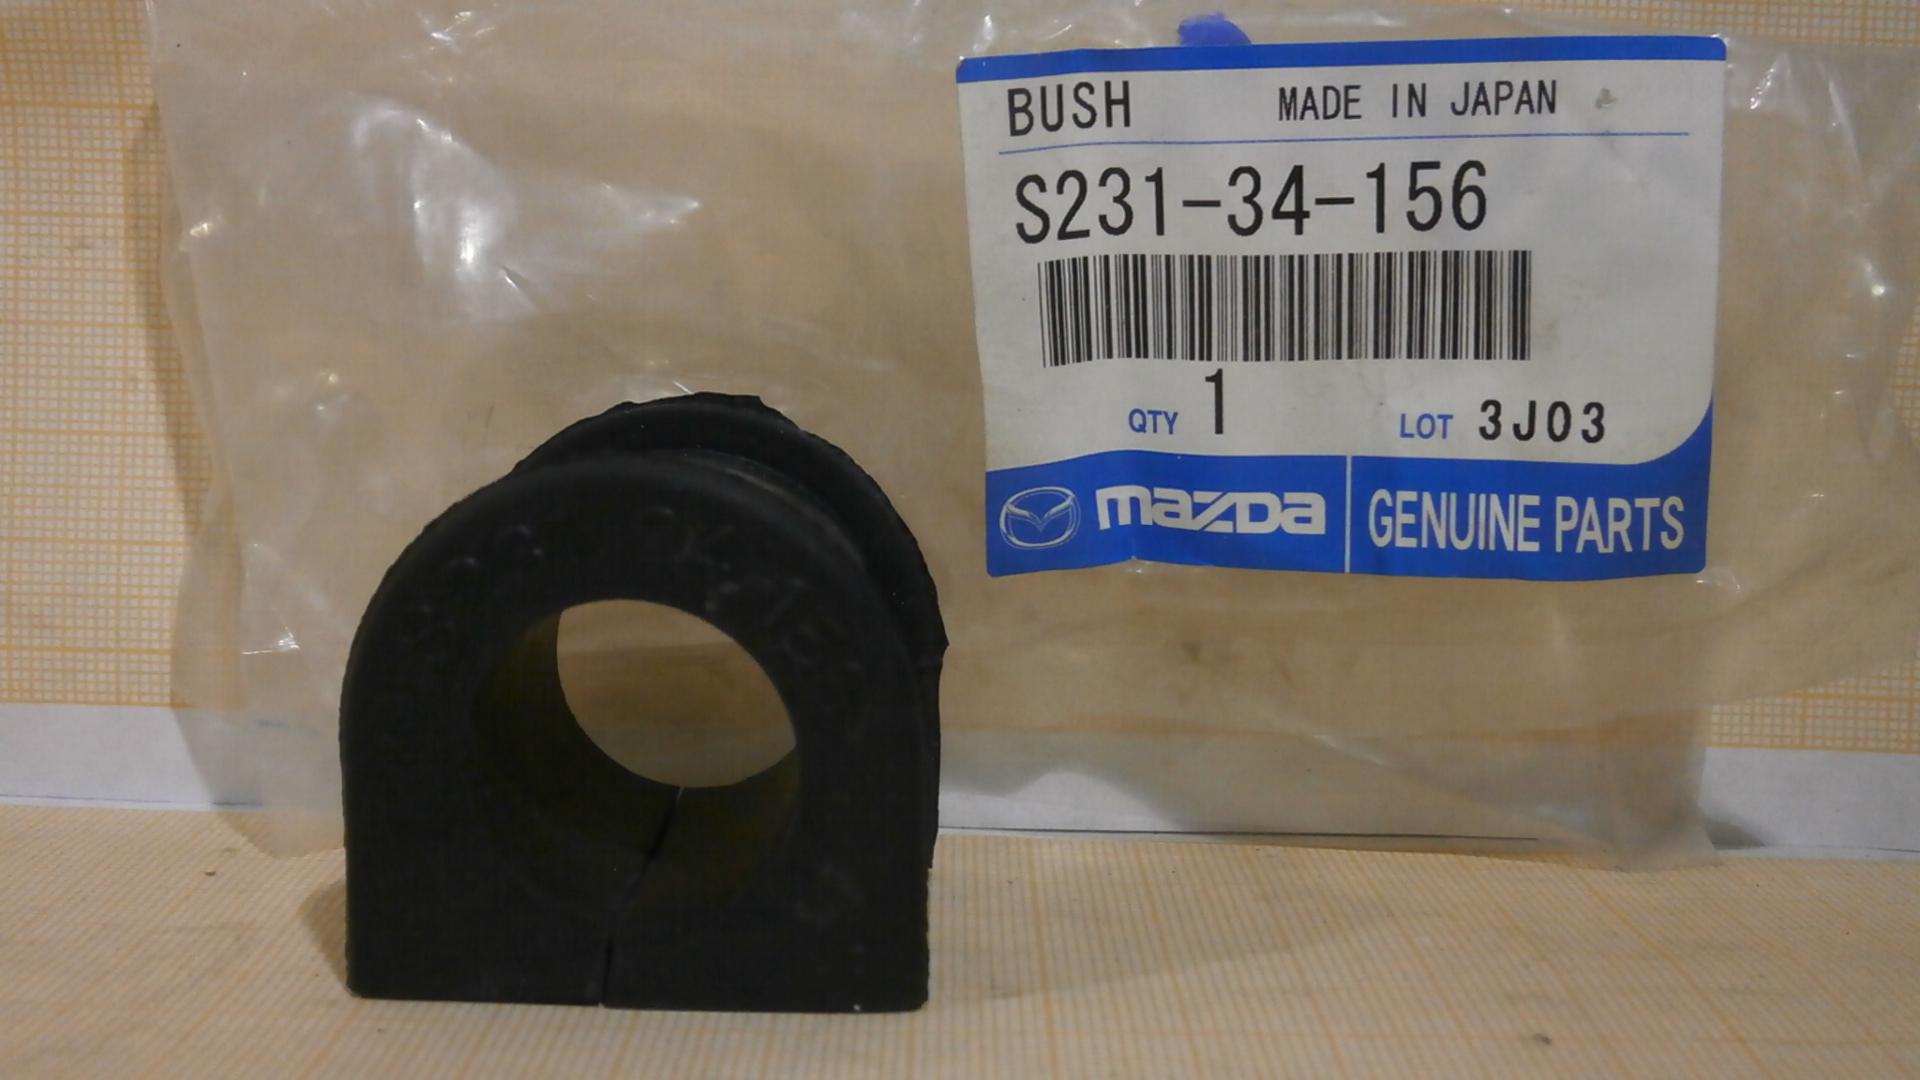 BUSH MADE IN JAPAN
S231-34-156
QTY 1 LOT 3J03
mazda GENUINE PARTS